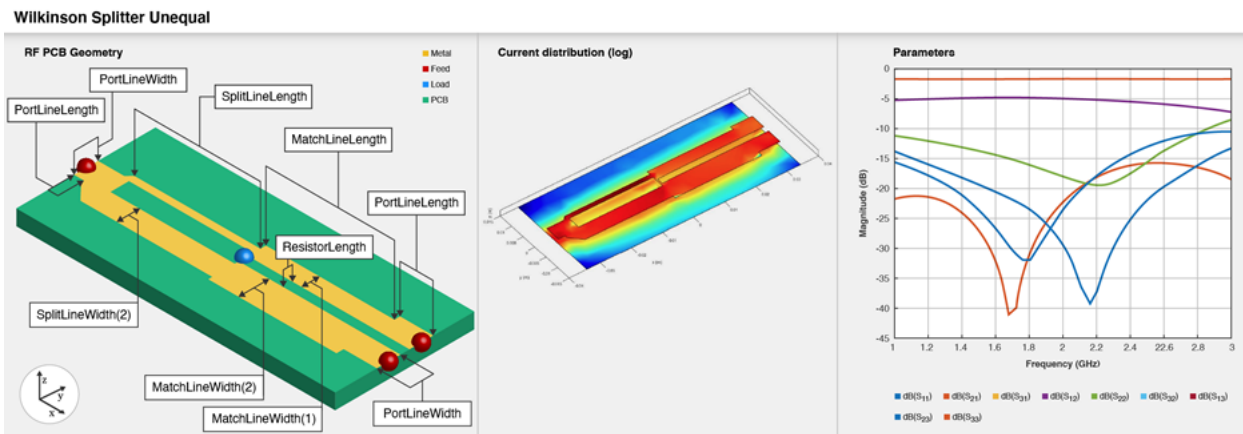 Wilkinson Splitter Unequal
RF PCB Geometry
Metal
Feed
Load
PCB
PortLineWidth
PortLineLength
SplitLineLength
MatchLineLength
PortLineLength
ResistorLength
SplitLineWidth(2)
MatchLineWidth(2)
MatchLineWidth(1)
PortLineWidth
z
y
x
Current distribution (log)
Parameters
0
-5
-10
-15
-20
-25
-30
-35
-40
-45
Magnitude (dB)
1 1.2 1.4 1.6 1.8 2 2.2 2.4 22.6 2.8 3
Frequency (GHz)
dB(S11) dB(S21) dB(S31) dB(S12) dB(S22) dB(S32) dB(S13)
dB(S23) dB(S33)